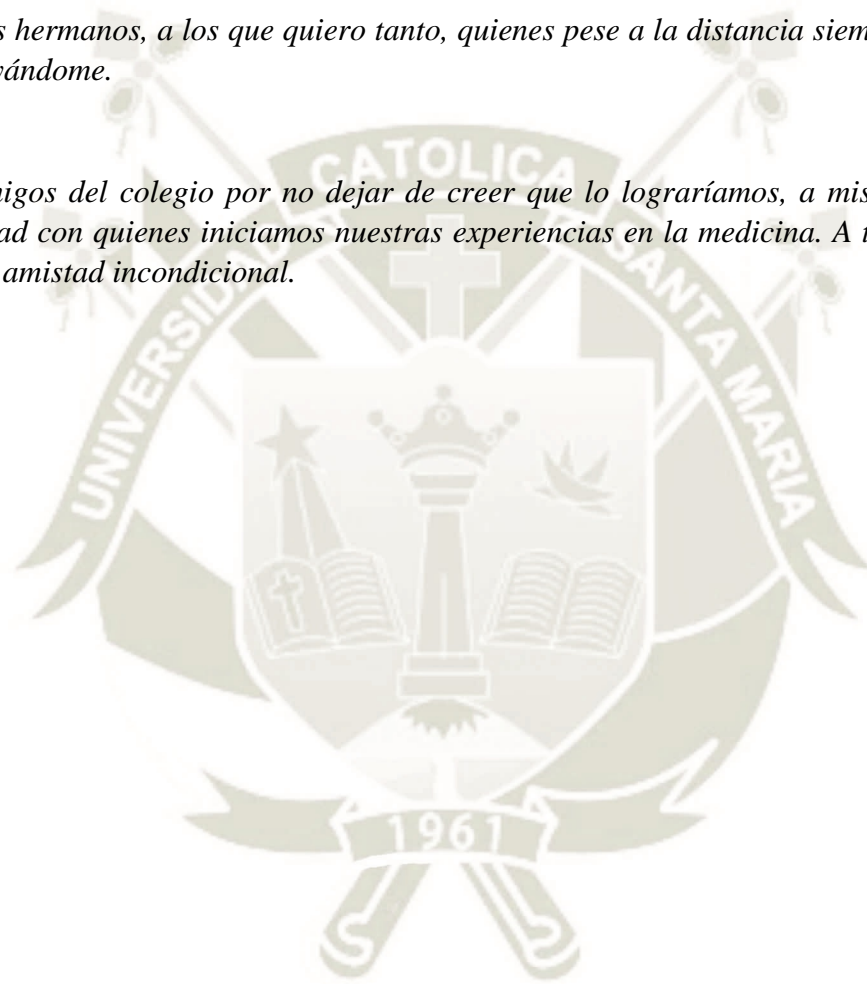 s hermanos, a los que quiero tanto, quienes pese a la distancia siem
vándome.
nigos del colegio por no dejar de creer que lo lograríamos, a mis
ad con quienes iniciamos nuestras experiencias en la medicina. A t
amistad incondicional.
UNIVERSIDAD CATOLICA SANTA MARIA
1961